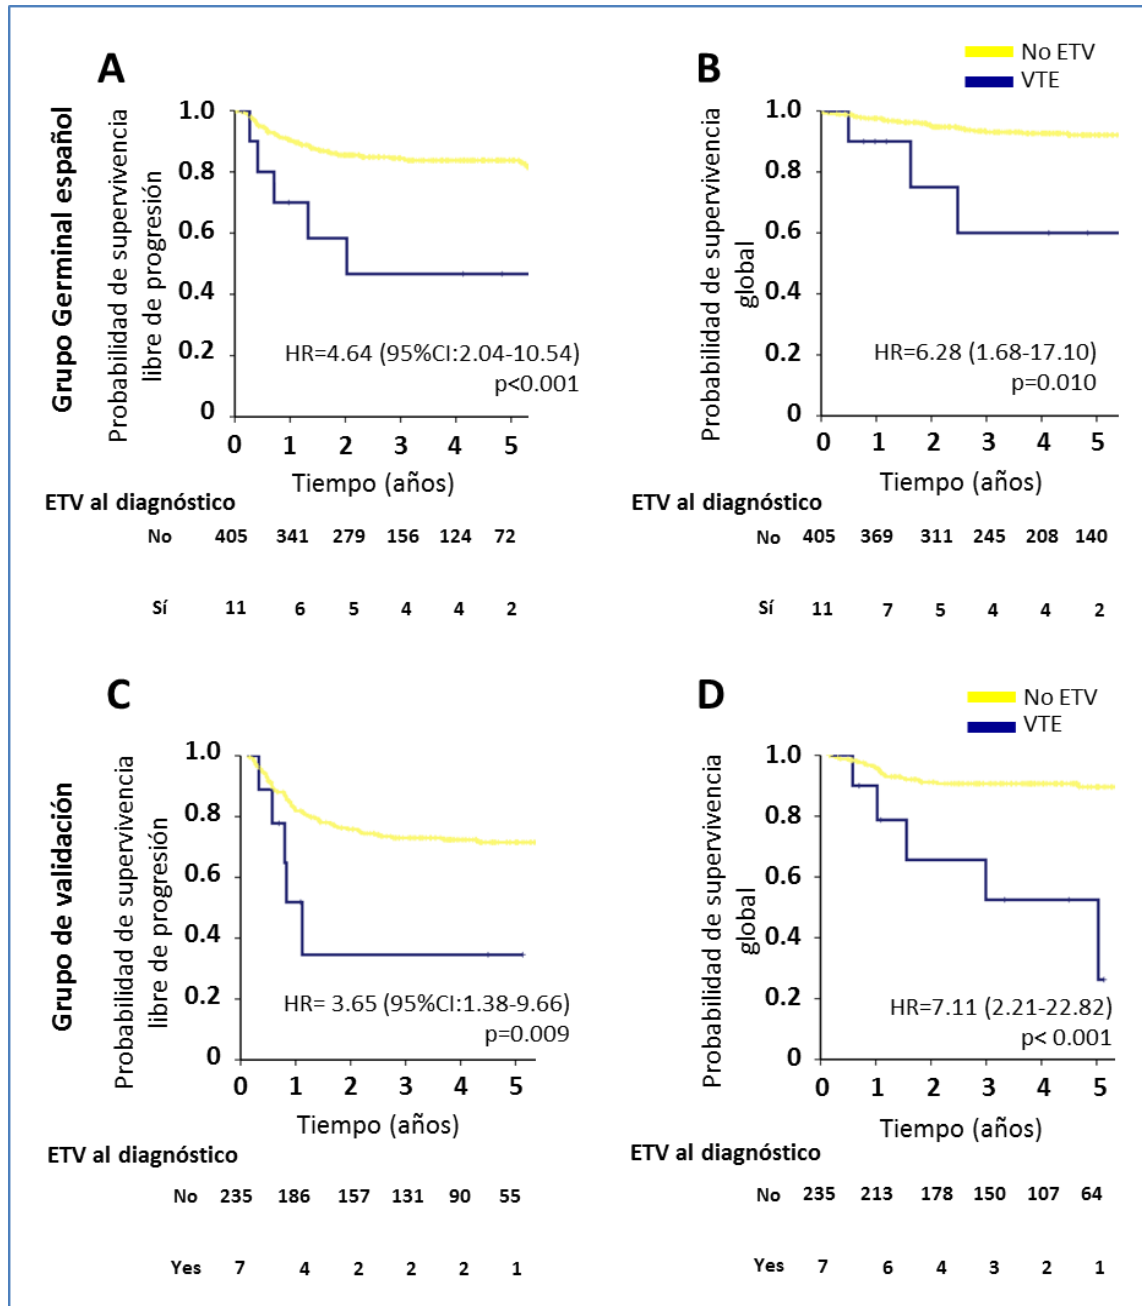 A
B
No ETV
VTE
Grupo Germinal español
Probabilidad de supervivencia
libre de progresión
1.0
0.8
0.6
0.4
0.2
0
HR=4.64 (95%CI:2.04-10.54)
p<0.001
0 1 2 3 4 5
Tiempo (años)
Probabilidad de supervivencia
global
1.0
0.8
0.6
0.4
0.2
0
HR=6.28 (1.68-17.10)
p=0.010
0 1 2 3 4 5
Tiempo (años)
ETV al diagnóstico
No 405 341 279 156 124 72
Sí 11 6 5 4 4 2
ETV al diagnóstico
No 405 369 311 245 208 140
Sí 11 7 5 4 4 2
C
D
No ETV
VTE
Grupo de validación
Probabilidad de supervivencia
libre de progresión
1.0
0.8
0.6
0.4
0.2
0
HR= 3.65 (95%CI:1.38-9.66)
p=0.009
0 1 2 3 4 5
Tiempo (años)
Probabilidad de supervivencia
global
1.0
0.8
0.6
0.4
0.2
0
HR=7.11 (2.21-22.82)
p< 0.001
0 1 2 3 4 5
Tiempo (años)
ETV al diagnóstico
No 235 186 157 131 90 55
Yes 7 4 2 2 2 1
ETV al diagnóstico
No 235 213 178 150 107 64
Yes 7 6 4 3 2 1